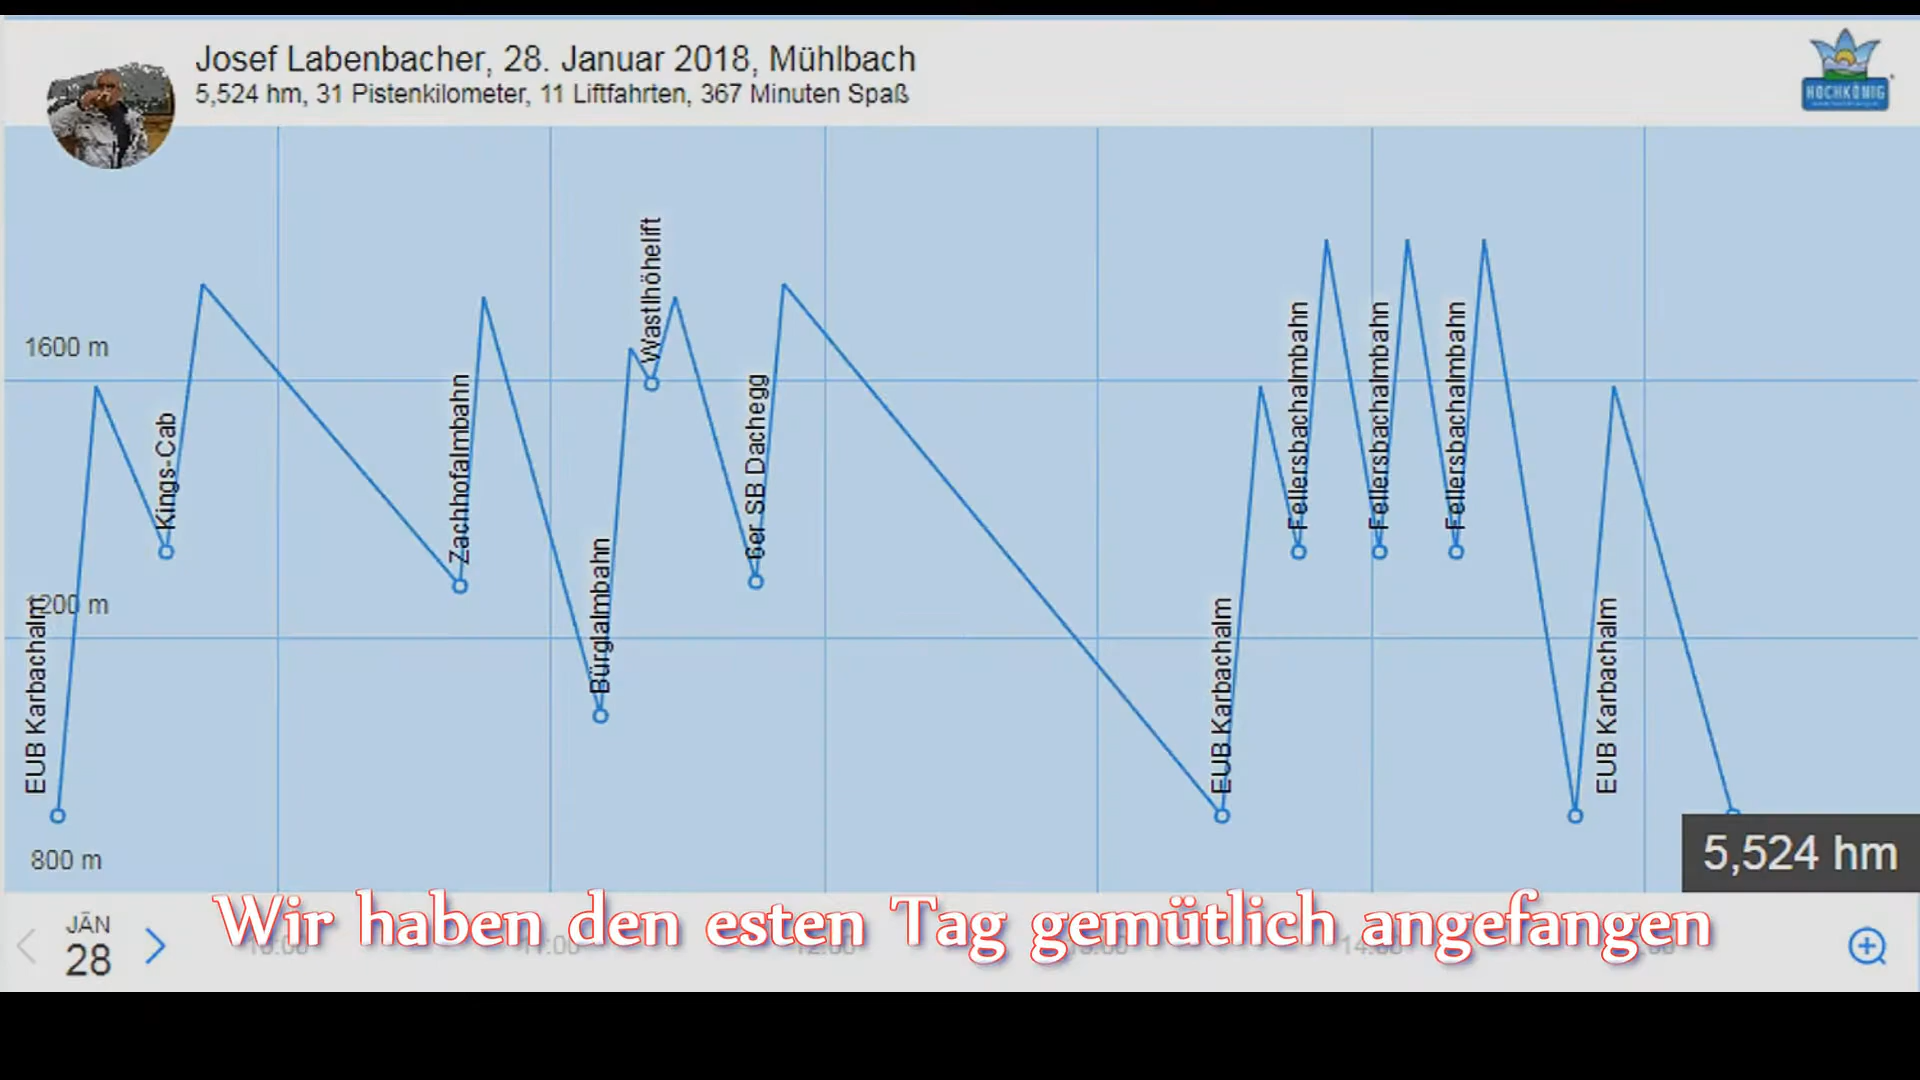 Josef Labenbacher, 28. Januar 2018, Mühlbach
5,524 hm, 31 Pistenkilometer, 11 Liftfahrten, 367 Minuten Spaß
HOCHKÖNIG
1600 m
1200 m
800 m
EUB Karbachalm
Kings-Cab
Zachhofalmbahn
Bürglalmbahn
Wastlhöhelift
6er SB Dachegg
EUB Karbachalm
Fellersbachalmbahn
Fellersbachalmbahn
Fellersbachalmbahn
EUB Karbachalm
5,524 hm
Wir haben den esten Tag gemütlich angefangen
JÄN
28